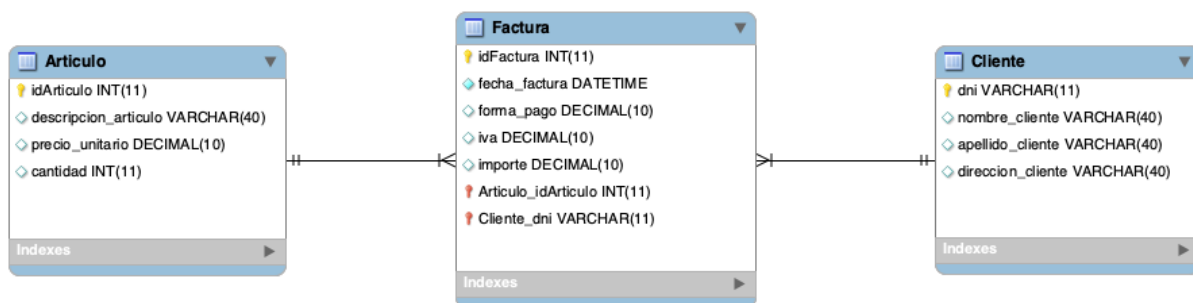 Articulo
idArticulo INT(11)
descripcion_articulo VARCHAR(40)
precio_unitario DECIMAL(10)
cantidad INT(11)
Indexes
Factura
idFactura INT(11)
fecha_factura DATETIME
forma_pago DECIMAL(10)
iva DECIMAL(10)
importe DECIMAL(10)
Articulo_idArticulo INT(11)
Cliente_dni VARCHAR(11)
Indexes
Cliente
dni VARCHAR(11)
nombre_cliente VARCHAR(40)
apellido_cliente VARCHAR(40)
direccion_cliente VARCHAR(40)
Indexes